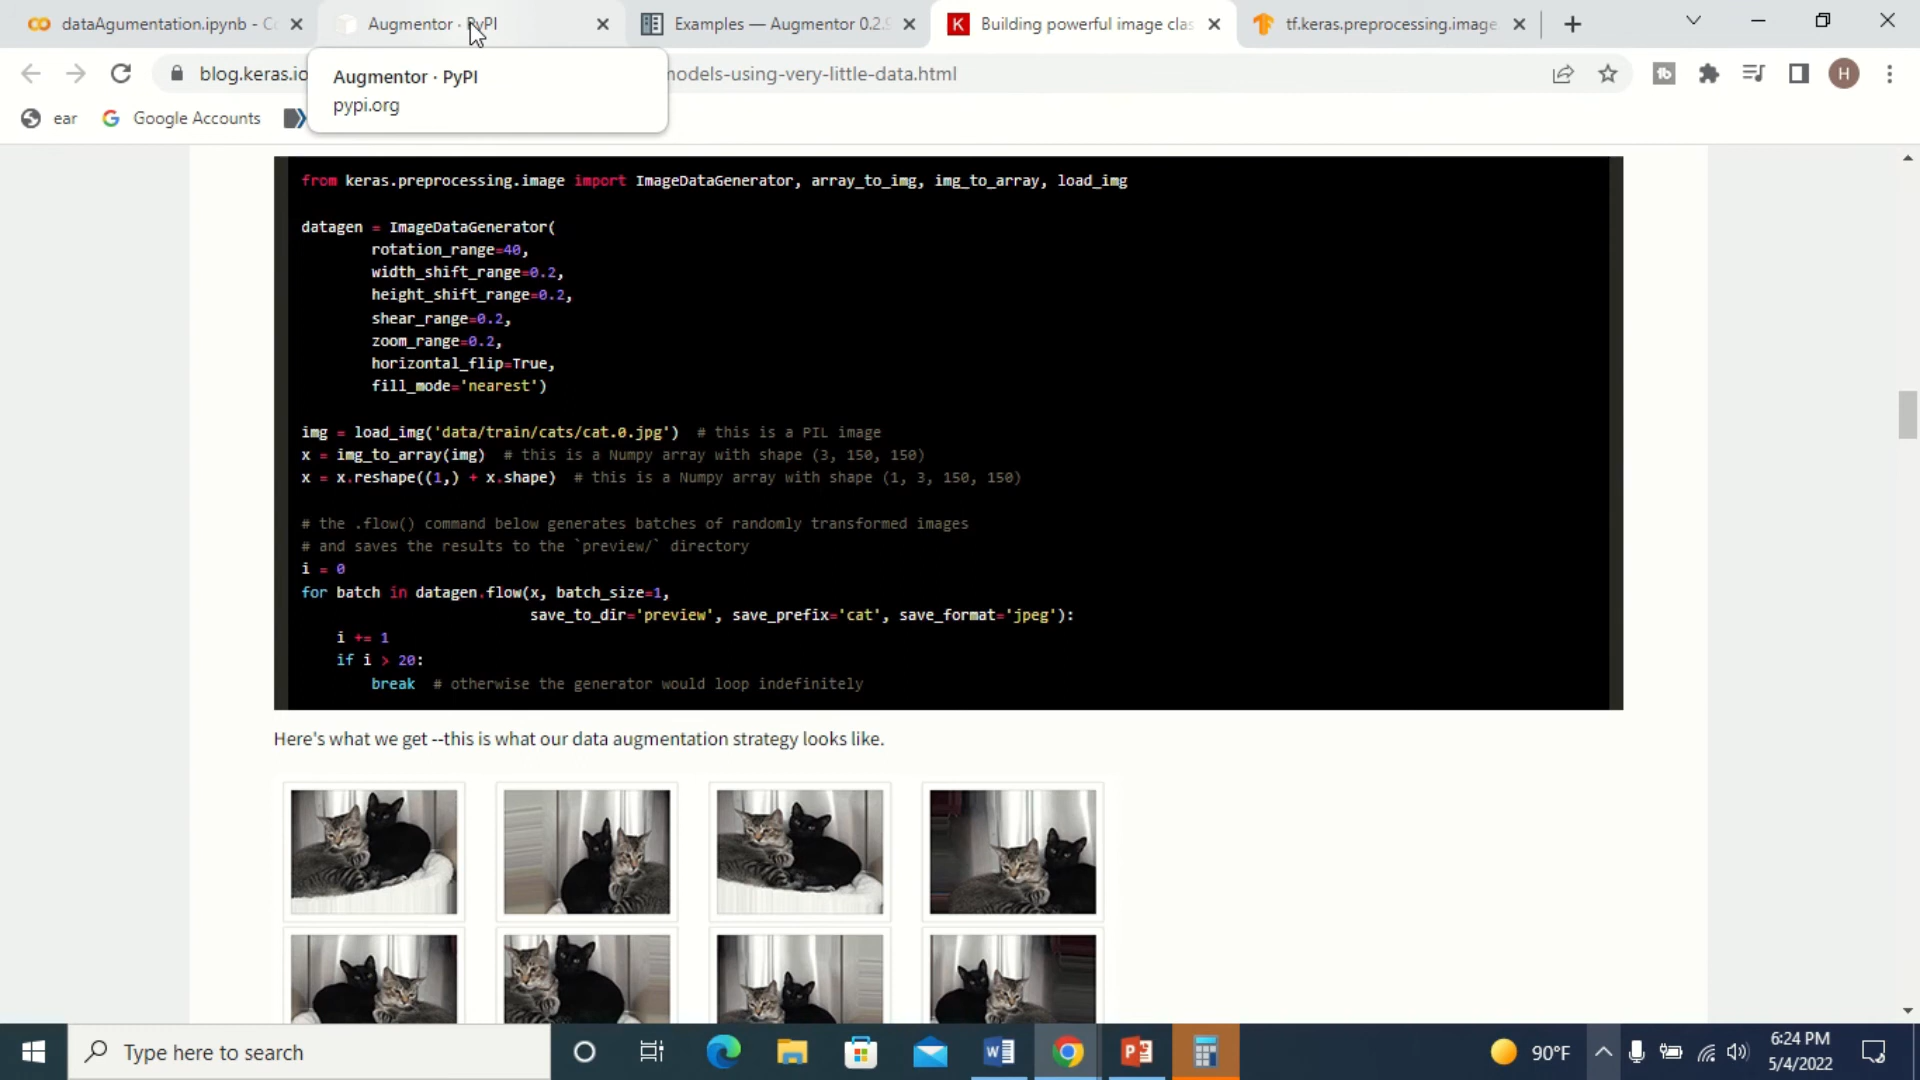 dataAgumentation.ipynb - C
Augmentor · PyPI
Examples — Augmentor 0.2.9
Building powerful image clas
tf.keras.preprocessing.image
blog.keras.io
models-using-very-little-data.html
H
Augmentor · PyPI
pypi.org
ear
Google Accounts
from keras.preprocessing.image import ImageDataGenerator, array_to_img, img_to_array, load_img
datagen = ImageDataGenerator(
rotation_range=40,
width_shift_range=0.2,
height_shift_range=0.2,
shear_range=0.2,
zoom_range=0.2,
horizontal_flip=True,
fill_mode='nearest')
img = load_img('data/train/cats/cat.0.jpg')  # this is a PIL image
x = img_to_array(img)  # this is a Numpy array with shape (3, 150, 150)
x = x.reshape((1,) + x.shape)  # this is a Numpy array with shape (1, 3, 150, 150)
# the .flow() command below generates batches of randomly transformed images
# and saves the results to the `preview/` directory
i = 0
for batch in datagen.flow(x, batch_size=1,
save_to_dir='preview', save_prefix='cat', save_format='jpeg'):
i += 1
if i > 20:
break  # otherwise the generator would loop indefinitely
Here's what we get --this is what our data augmentation strategy looks like.
Type here to search
90°F
6:24 PM
5/4/2022